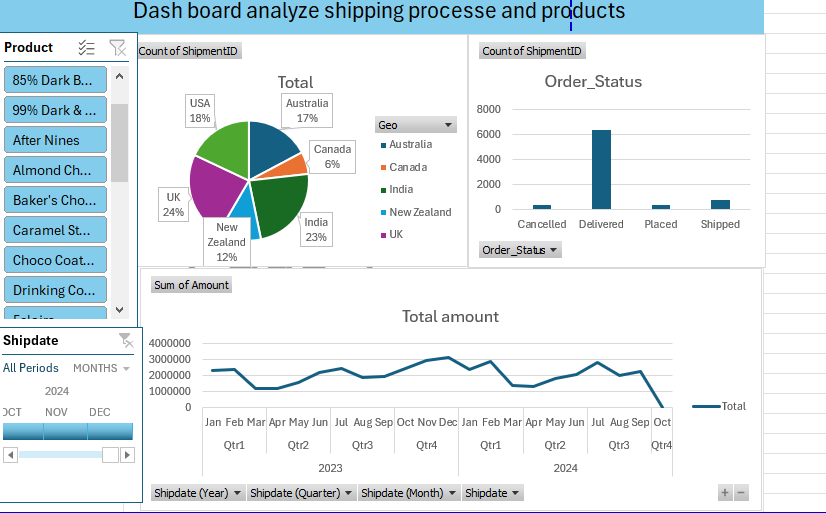 Dash board analyze shipping processe and products
Product
85% Dark B...
99% Dark & ...
After Nines
Almond Ch...
Baker's Cho...
Caramel St...
Choco Coat...
Drinking Co...
Count of ShipmentID
Total
USA
18%
Australia
17%
Canada
6%
India
23%
New
Zealand
12%
UK
24%
Geo
Australia
Canada
India
New Zealand
UK
Count of ShipmentID
Order_Status
8000
6000
4000
2000
0
Cancelled Delivered Placed Shipped
Order_Status
Shipdate
All Periods MONTHS
2024
OCT NOV DEC
Sum of Amount
Total amount
4000000
3000000
2000000
1000000
0
Jan Feb Mar Apr May Jun Jul Aug Sep Oct Nov Dec Jan Feb Mar Apr May Jun Jul Aug Sep Oct
Qtr1 Qtr2 Qtr3 Qtr4 Qtr1 Qtr2 Qtr3 Qtr4
2023 2024
Total
Shipdate (Year) Shipdate (Quarter) Shipdate (Month) Shipdate